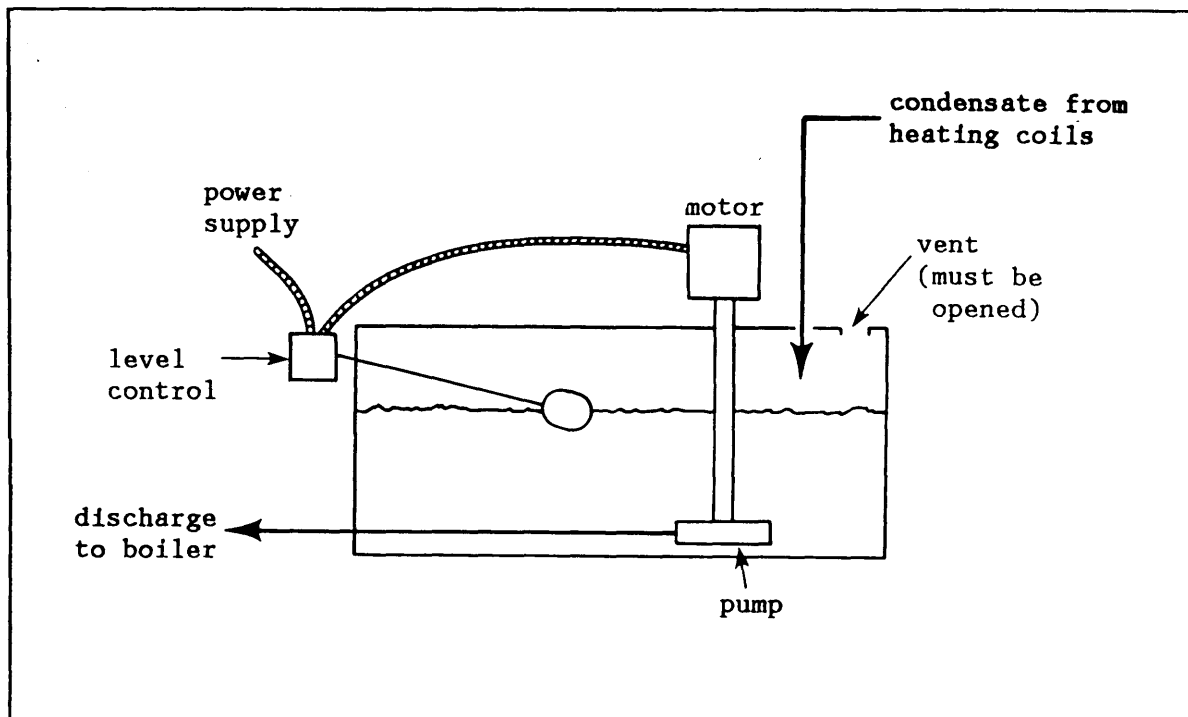 condensate from
heating coils
power
supply
motor
vent
(must be
opened)
level
control
discharge
to boiler
pump